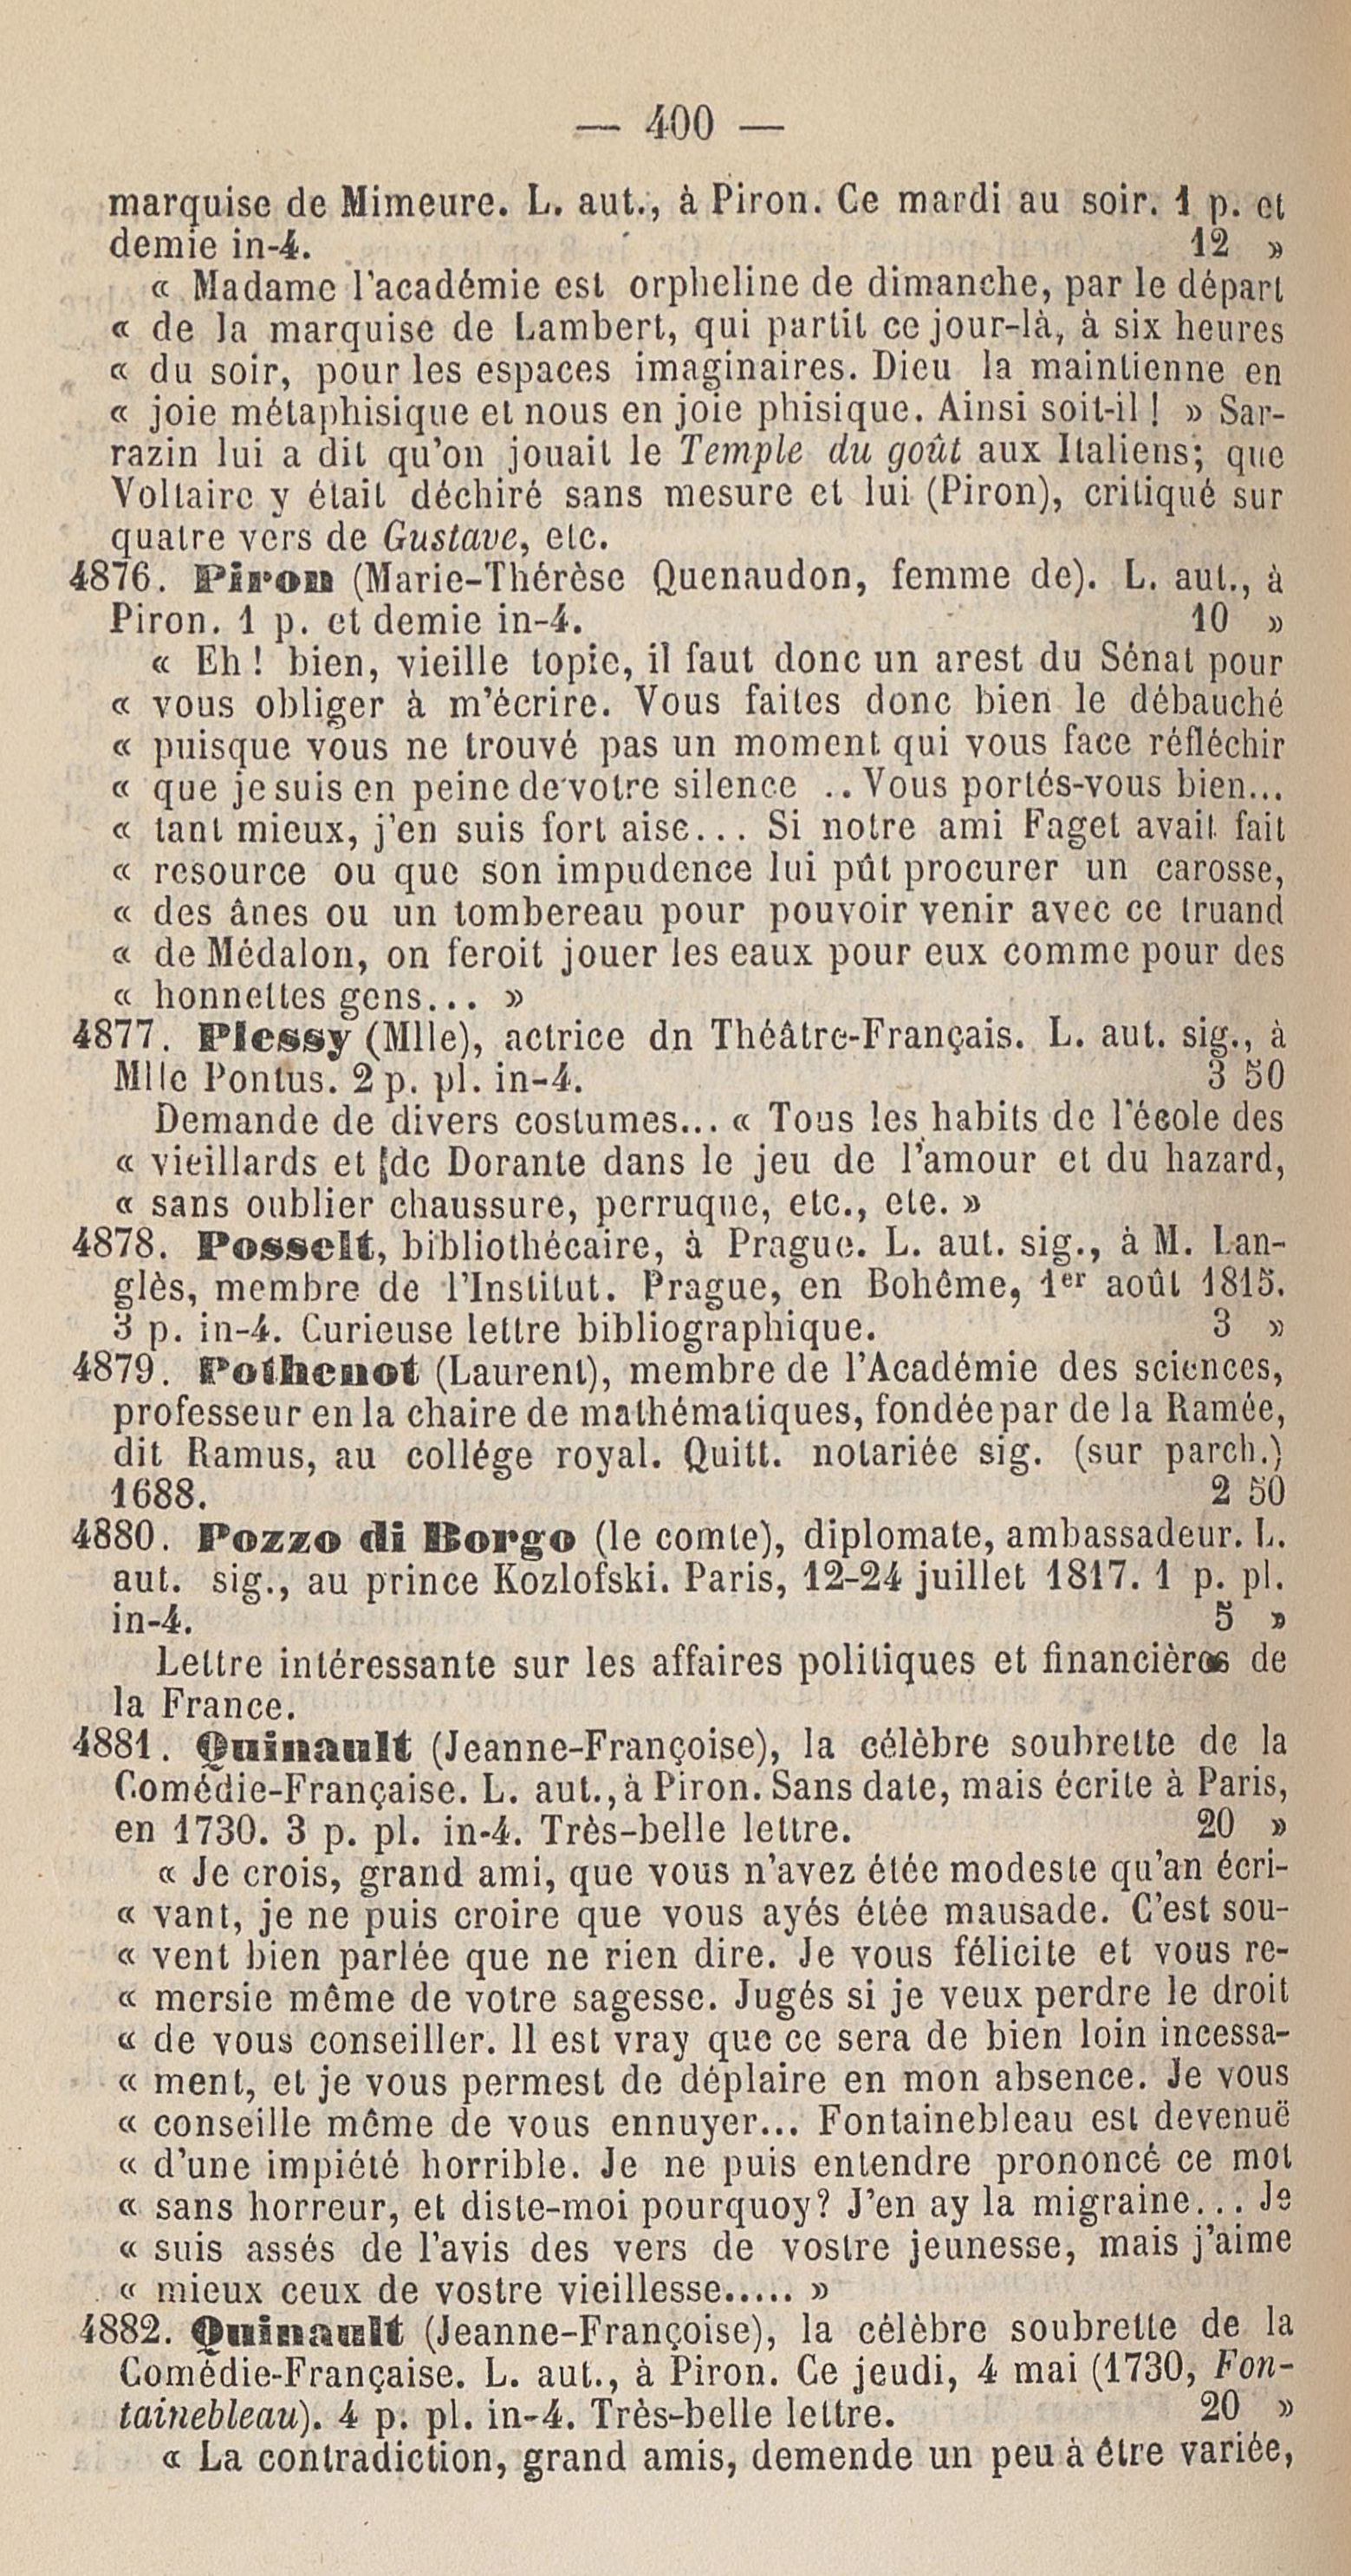 — 400 —
marquise de Mimeure. L. aut., à Piron. Ce mardi au soir. 1 p. et
demie in-4. 12 »
« Madame l'académie est orpheline de dimanche, par le départ
« de la marquise de Lambert, qui partit ce jour-là, à six heures
« du soir, pour les espaces imaginaires. Dieu la maintienne en
« joie métaphisique et nous en joie phisique. Ainsi soit-il ! » Sar-
razin lui a dit qu'on jouait le Temple du goût aux Italiens; que
Voltaire y était déchiré sans mesure et lui (Piron), critiqué sur
quatre vers de Gustave, etc.
4876. Piron (Marie-Thérèse Quenaudon, femme de). L. aut., à
Piron. 1 p. et demie in-4. 10 »
« Eh ! bien, vieille topie, il faut donc un arest du Sénat pour
« vous obliger à m'écrire. Vous faites donc bien le débauché
« puisque vous ne trouvé pas un moment qui vous face réfléchir
« que je suis en peine de votre silence .. Vous portés-vous bien...
« tant mieux, j'en suis fort aise... Si notre ami Faget avait fait
« resource ou que son impudence lui pût procurer un carosse,
« des ânes ou un tombereau pour pouvoir venir avec ce truand
« de Médalon, on feroit jouer les eaux pour eux comme pour des
« honnettes gens... »
4877. Plessy (Mlle), actrice dn Théâtre-Français. L. aut. sig., à
Mlle Pontus. 2 p. pl. in-4. 3 50
Demande de divers costumes... « Tous les habits de l'école des
« vieillards et de Dorante dans le jeu de l'amour et du hazard,
« sans oublier chaussure, perruque, etc., etc. »
4878. Posselt, bibliothécaire, à Prague. L. aut. sig., à M. Lan-
glès, membre de l'Institut. Prague, en Bohême, 1er août 1815.
3 p. in-4. Curieuse lettre bibliographique. 3 »
4879. Pothenot (Laurent), membre de l'Académie des sciences,
professeur en la chaire de mathématiques, fondée par de la Ramée,
dit Ramus, au collége royal. Quitt. notariée sig. (sur parch.)
1688. 2 50
4880. Pozzo di Borgo (le comte), diplomate, ambassadeur. L.
aut. sig., au prince Kozlofski. Paris, 12-24 juillet 1817. 1 p. pl.
in-4. 5 »
Lettre intéressante sur les affaires politiques et financières de
la France.
4881. Quinault (Jeanne-Françoise), la célèbre soubrette de la
Comédie-Française. L. aut., à Piron. Sans date, mais écrite à Paris,
en 1730. 3 p. pl. in-4. Très-belle lettre. 20 »
« Je crois, grand ami, que vous n'avez étée modeste qu'an écri-
« vant, je ne puis croire que vous ayés étée mausade. C'est sou-
« vent bien parlée que ne rien dire. Je vous félicite et vous re-
« mersie même de votre sagesse. Jugés si je veux perdre le droit
« de vous conseiller. Il est vray que ce sera de bien loin incessa-
« ment, et je vous permest de déplaire en mon absence. Je vous
« conseille même de vous ennuyer... Fontainebleau est devenuë
« d'une impiété horrible. Je ne puis entendre prononcé ce mot
« sans horreur, et diste-moi pourquoy? J'en ay la migraine... Je
« suis assés de l'avis des vers de vostre jeunesse, mais j'aime
« mieux ceux de vostre vieillesse..... »
4882. Quinault (Jeanne-Françoise), la célèbre soubrette de la
Comédie-Française. L. aut., à Piron. Ce jeudi, 4 mai (1730, Fon-
tainebleau). 4 p. pl. in-4. Très-belle lettre. 20 »
« La contradiction, grand amis, demende un peu à être variée,